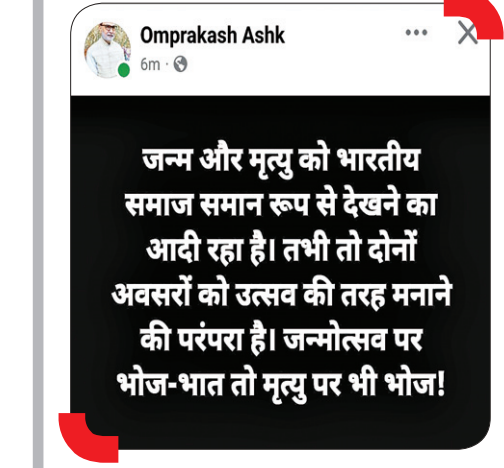 Omprakash Ashk
6m
जन्म और मृत्यु को भारतीय
समाज समान रूप से देखने का
आदी रहा है। तभी तो दोनों
अवसरों को उत्सव की तरह मनाने
की परंपरा है। जन्मोत्सव पर
भोज-भात तो मृत्यु पर भी भोज!